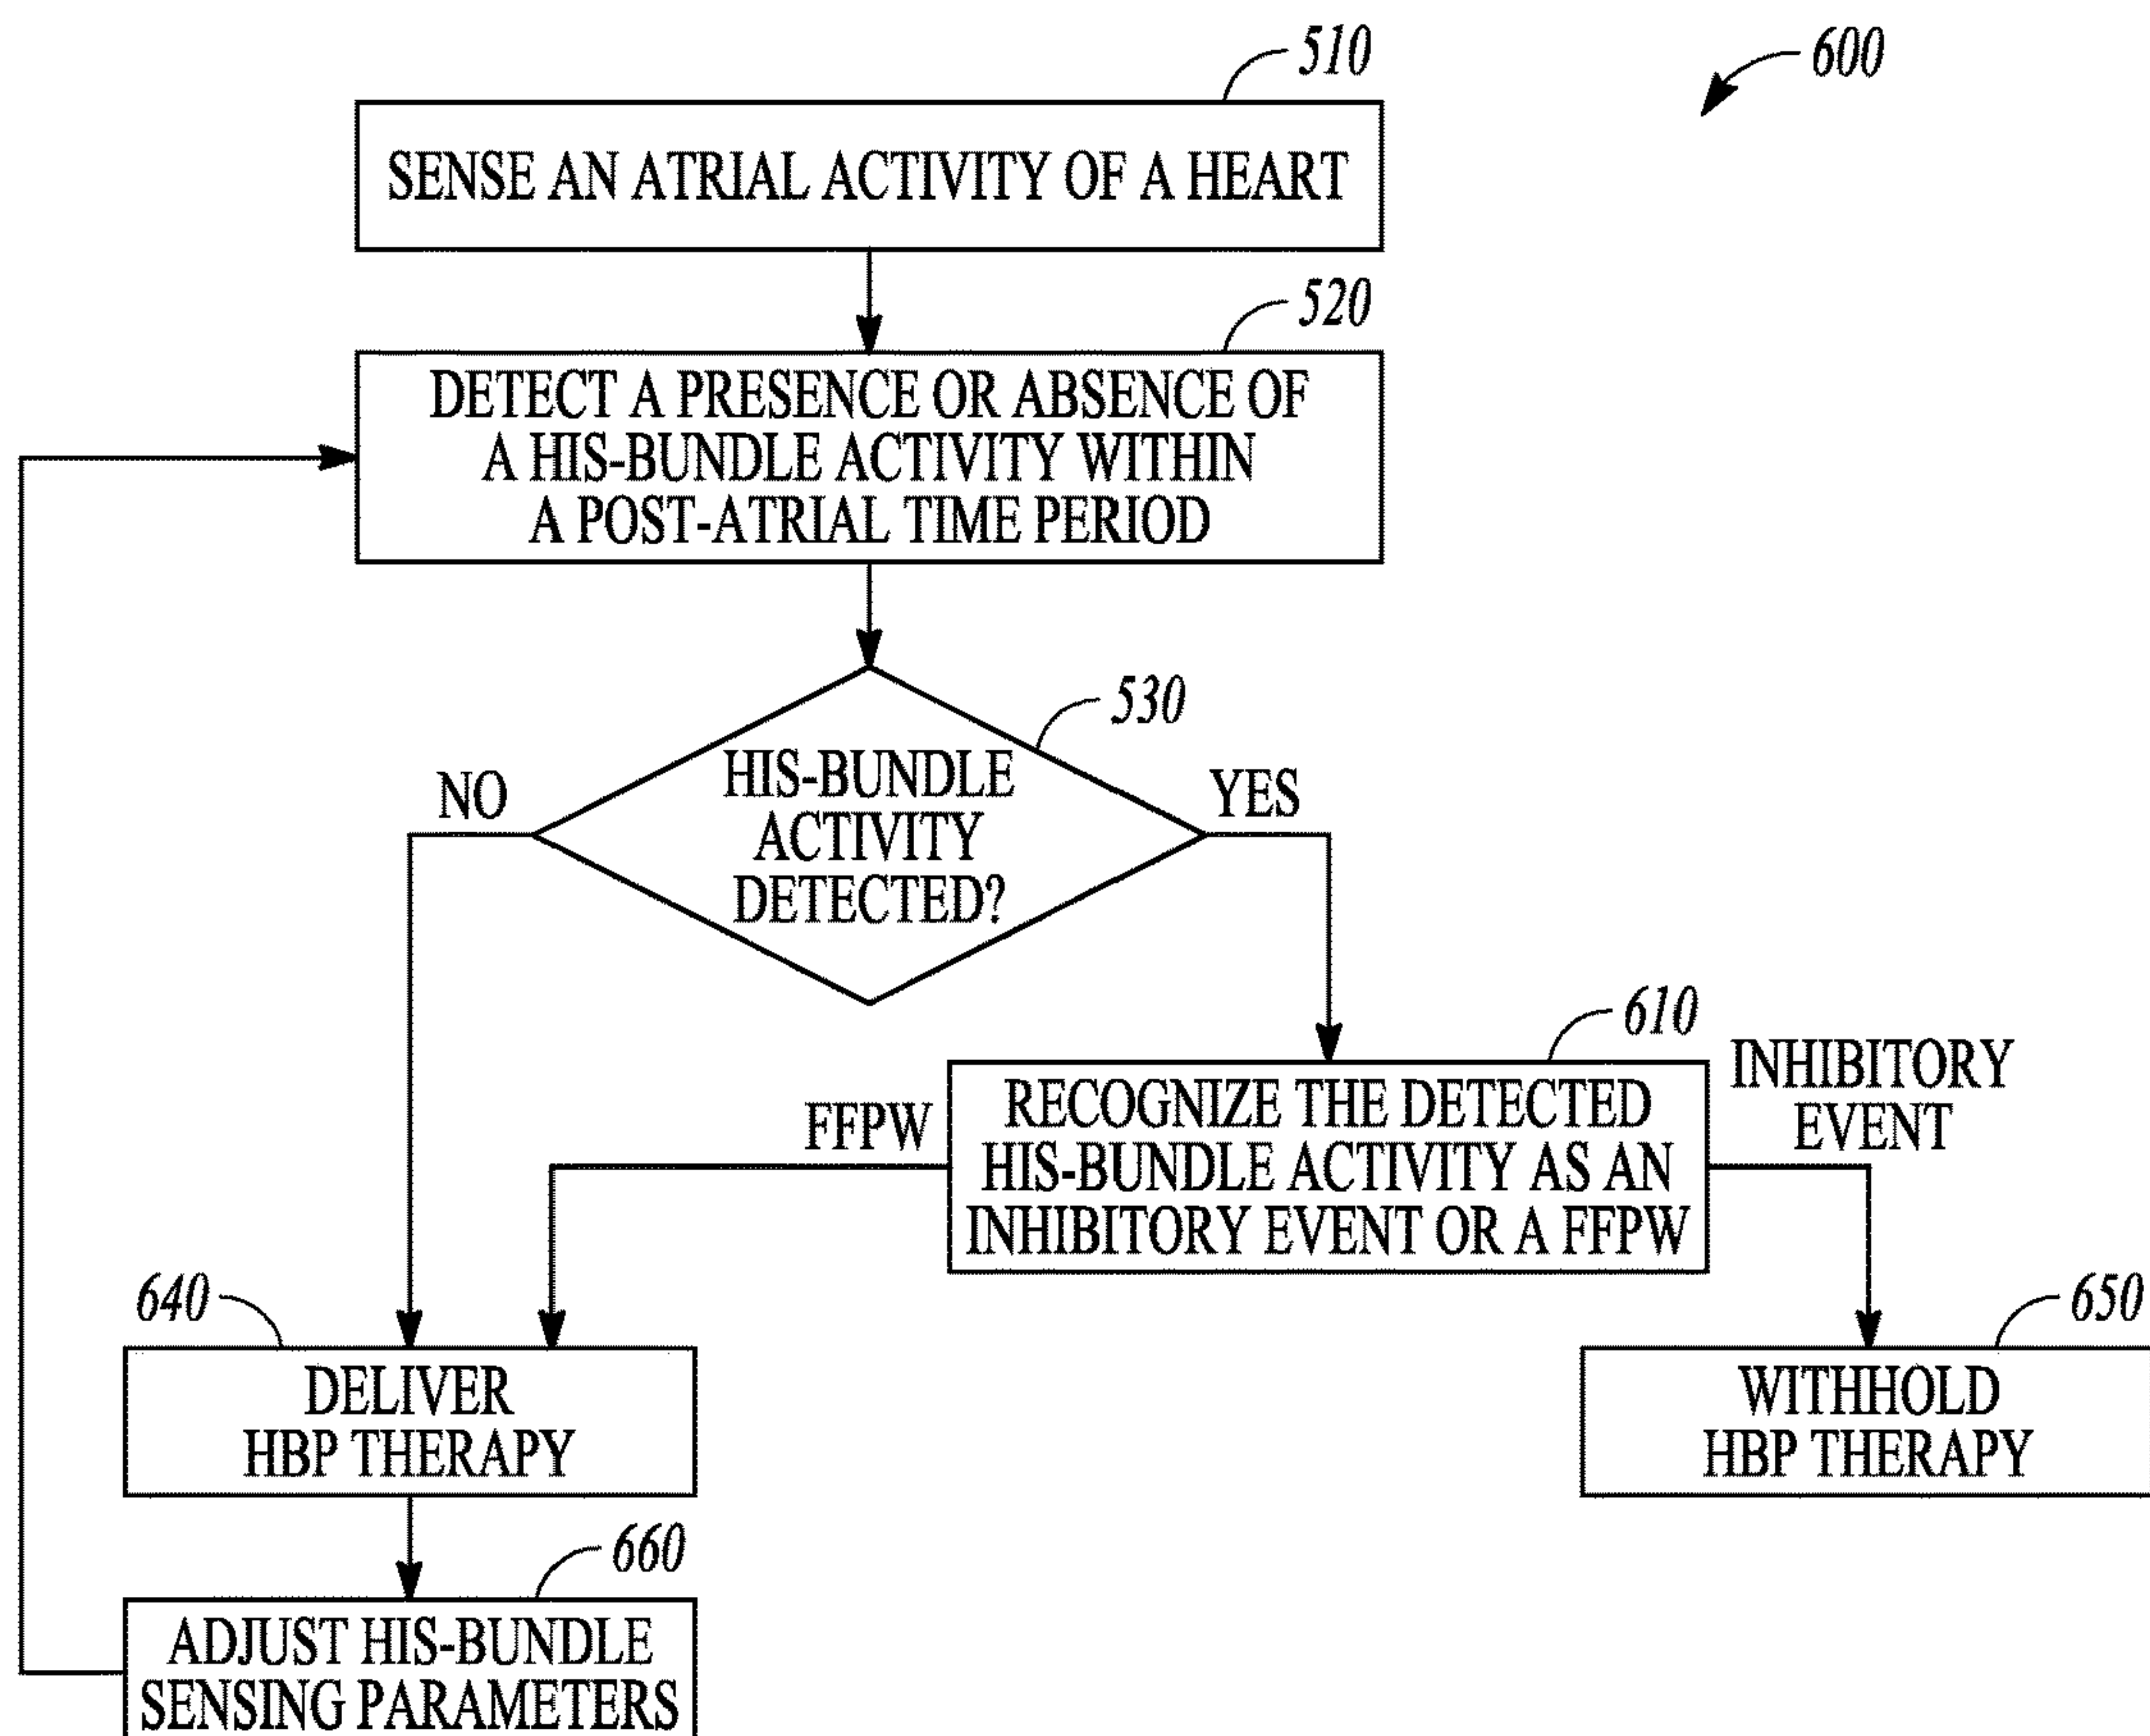 510
600
SENSE AN ATRIAL ACTIVITY OF A HEART
520
DETECT A PRESENCE OR ABSENCE OF
A HIS-BUNDLE ACTIVITY WITHIN
A POST-ATRIAL TIME PERIOD
530
NO
HIS-BUNDLE
ACTIVITY
DETECTED?
YES
610
FFPW
RECOGNIZE THE DETECTED
HIS-BUNDLE ACTIVITY AS AN
INHIBITORY EVENT OR A FFPW
INHIBITORY
EVENT
640
DELIVER
HBP THERAPY
650
WITHHOLD
HBP THERAPY
660
ADJUST HIS-BUNDLE
SENSING PARAMETERS